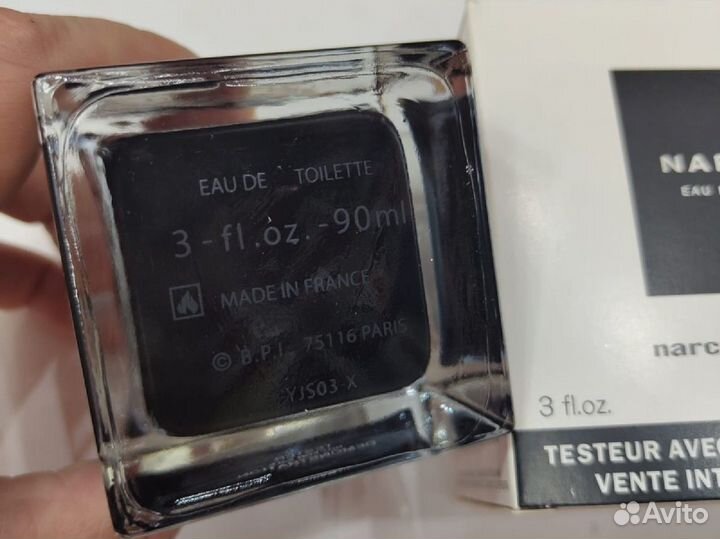 EAU DE TOILETTE
3-fl.oz.-90ml
MADE IN FRANCE
© B.P.I. 75116 PARIS
YJS03 X
NAR
EAU
narc
3 fl.oz.
TESTEUR AVEC
VENTE INT
Avito